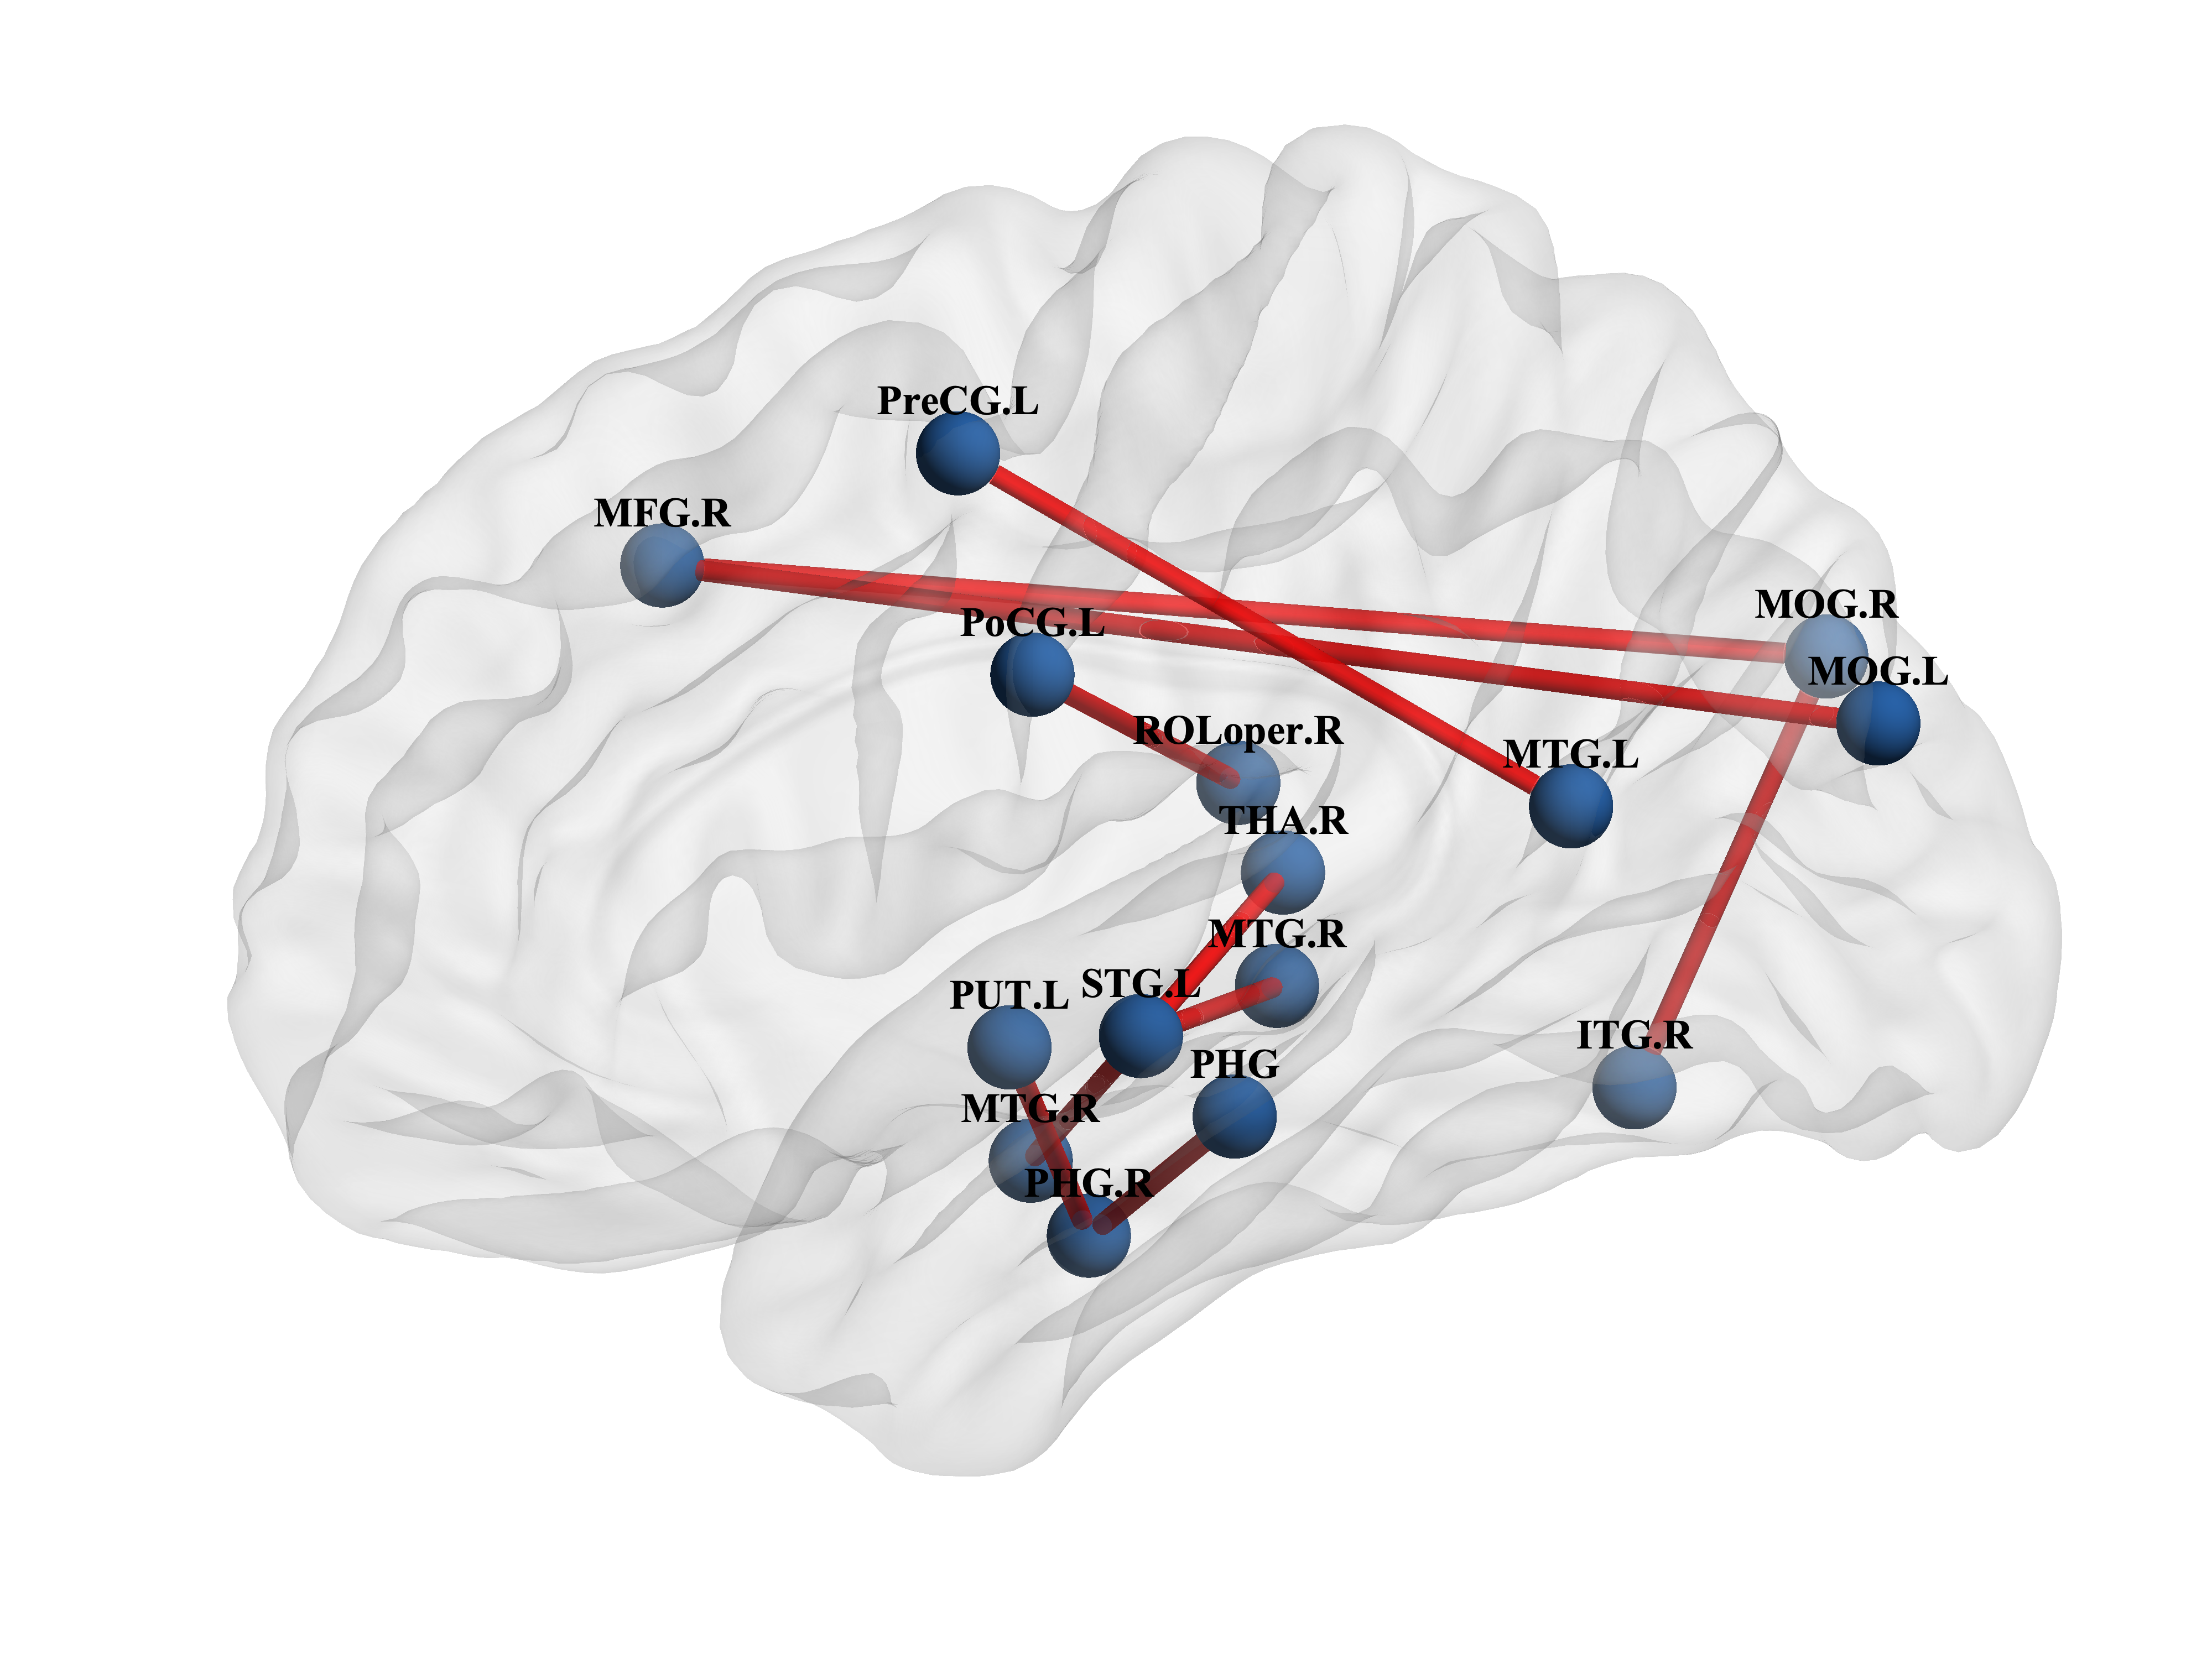 PreCG.L
MFG.R
MOG.R
PoCG.L
MOG.L
ROLoper.R
MTG.L
THA.R
MTG.R
STG.L
PUT.L
ITG.R
PHG
MTG.R
PHG.R